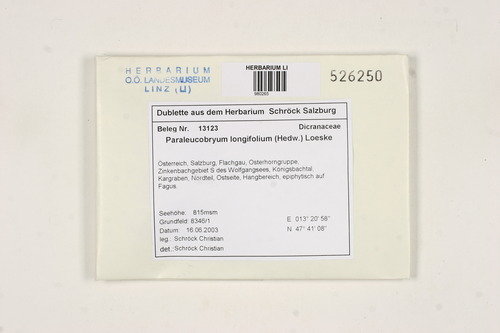 HERBARIUM
O.Ö. LANDESMUSEUM
LINZ (LI)
HERBARIUM LI
980265
526250
Dublette aus dem Herbarium Schröck Salzburg
Beleg Nr. 13123 Dicranaceae
Paraleucobryum longifolium (Hedw.) Loeske
Österreich, Salzburg, Flachgau, Osterhorngruppe,
Zinkenbachgebiet S des Wolfgangsees, Königsbachtal,
Kargraben, Nordteil, Ostseite, Hangbereich, epiphytisch auf
Fagus.
Seehöhe: 815msm
Grundfeld: 8346/1 E 013° 20' 58"
Datum: 16.06.2003 N 47° 41' 08"
leg.: Schröck Christian
det.: Schröck Christian